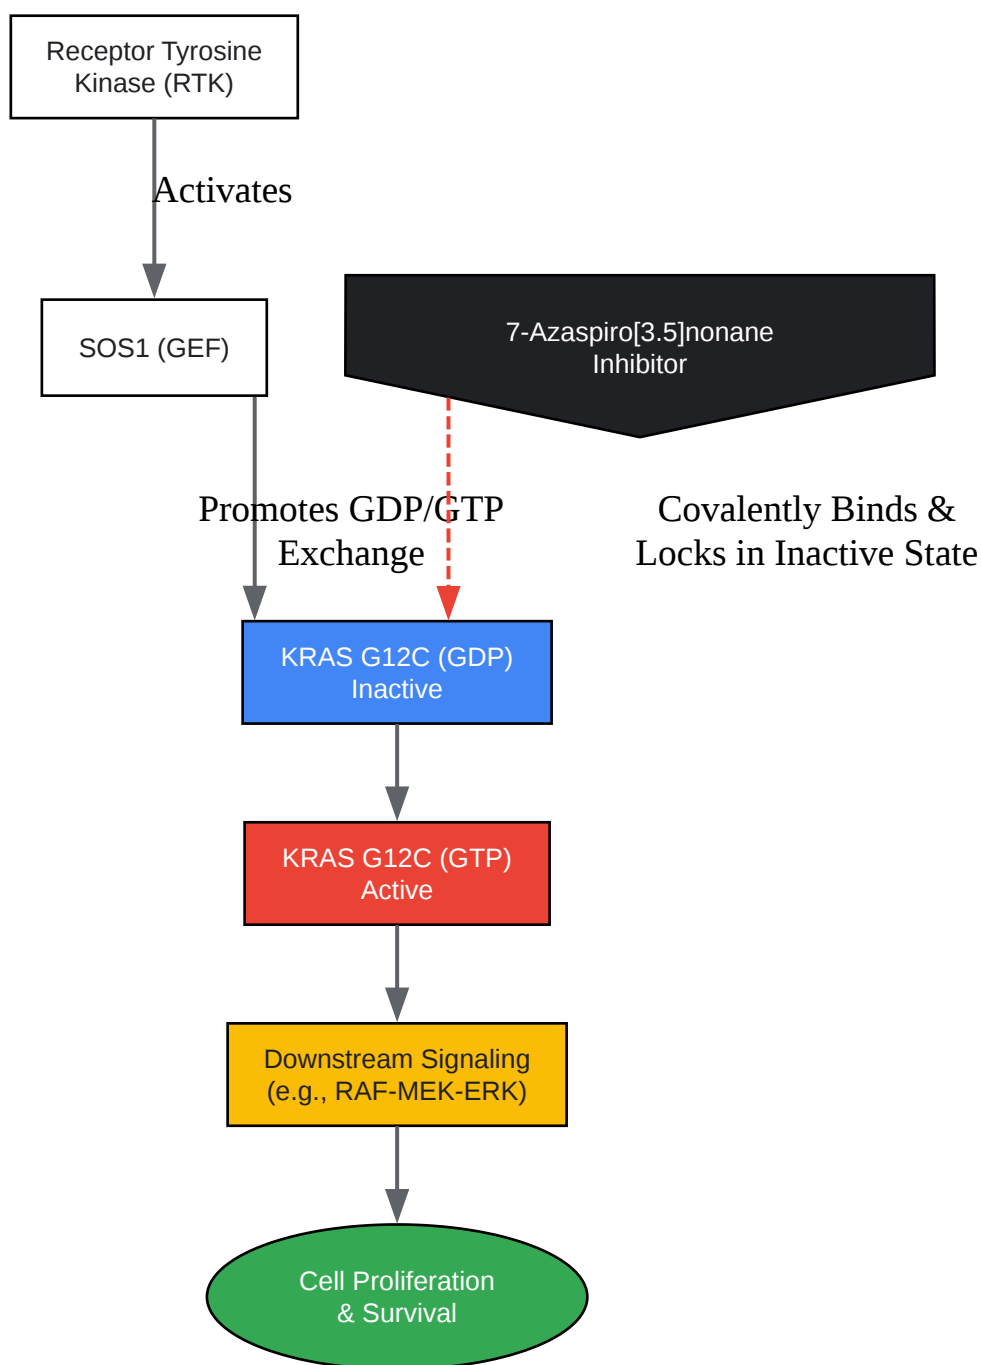 Receptor Tyrosine
Kinase (RTK)
Activates
SOS1 (GEF)
7-Azaspiro[3.5]nonane
Inhibitor
Promotes GDP/GTP
Exchange
Covalently Binds &
Locks in Inactive State
KRAS G12C (GDP)
Inactive
KRAS G12C (GTP)
Active
Downstream Signaling
(e.g., RAF-MEK-ERK)
Cell Proliferation
& Survival